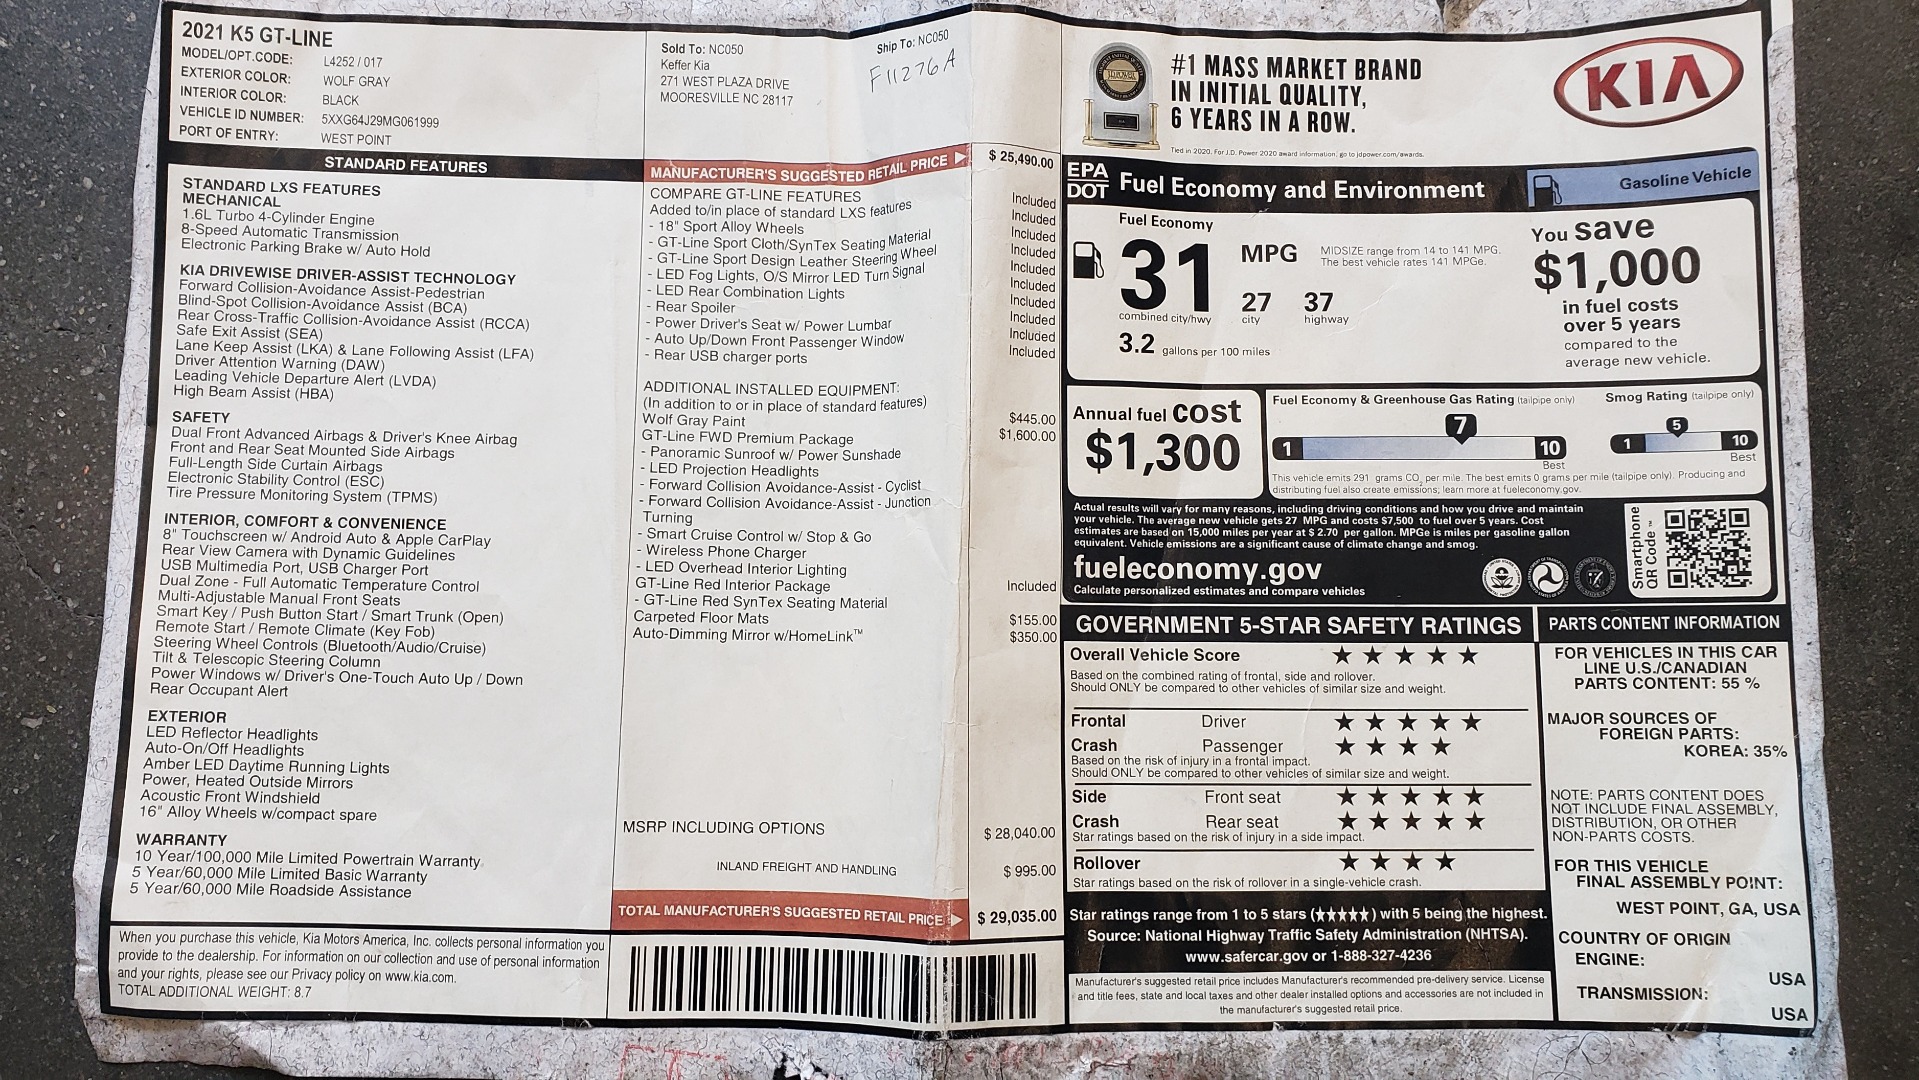 2021 K5 GT-LINE
MODEL/OPT.CODE: L4252 / 017
EXTERIOR COLOR: WOLF GRAY
INTERIOR COLOR: BLACK
VEHICLE ID NUMBER: 5XXG64J29MG061999
PORT OF ENTRY: WEST POINT
Sold To: NC050
Keffer Kia
271 WEST PLAZA DRIVE
MOORESVILLE NC 28117
Ship To: NC050
F11276A
STANDARD FEATURES
STANDARD LXS FEATURES
MECHANICAL
1.6L Turbo 4-Cylinder Engine
8-Speed Automatic Transmission
Electronic Parking Brake w/ Auto Hold
KIA DRIVEWISE DRIVER-ASSIST TECHNOLOGY
Forward Collision-Avoidance Assist-Pedestrian
Blind-Spot Collision-Avoidance Assist (BCA)
Rear Cross-Traffic Collision-Avoidance Assist (RCCA)
Safe Exit Assist (SEA)
Lane Keep Assist (LKA) & Lane Following Assist (LFA)
Driver Attention Warning (DAW)
Leading Vehicle Departure Alert (LVDA)
High Beam Assist (HBA)
SAFETY
Dual Front Advanced Airbags & Driver's Knee Airbag
Front and Rear Seat Mounted Side Airbags
Full-Length Side Curtain Airbags
Electronic Stability Control (ESC)
Tire Pressure Monitoring System (TPMS)
INTERIOR, COMFORT & CONVENIENCE
8" Touchscreen w/ Android Auto & Apple CarPlay
Rear View Camera with Dynamic Guidelines
USB Multimedia Port, USB Charger Port
Dual Zone - Full Automatic Temperature Control
Multi-Adjustable Manual Front Seats
Smart Key / Push Button Start / Smart Trunk (Open)
Remote Start / Remote Climate (Key Fob)
Steering Wheel Controls (Bluetooth/Audio/Cruise)
Tilt & Telescopic Steering Column
Power Windows w/ Driver's One-Touch Auto Up / Down
Rear Occupant Alert
EXTERIOR
LED Reflector Headlights
Auto-On/Off Headlights
Amber LED Daytime Running Lights
Power, Heated Outside Mirrors
Acoustic Front Windshield
16" Alloy Wheels w/compact spare
WARRANTY
10 Year/100,000 Mile Limited Powertrain Warranty
5 Year/60,000 Mile Limited Basic Warranty
5 Year/60,000 Mile Roadside Assistance
When you purchase this vehicle, Kia Motors America, Inc. collects personal information you
provide to the dealership. For information on our collection and use of personal information
and your rights, please see our Privacy policy on www.kia.com.
TOTAL ADDITIONAL WEIGHT: 8.7
MANUFACTURER'S SUGGESTED RETAIL PRICE $ 25,490.00
COMPARE GT-LINE FEATURES
Added to/in place of standard LXS features Included
- 18" Sport Alloy Wheels Included
- GT-Line Sport Cloth/SynTex Seating Material Included
- GT-Line Sport Design Leather Steering Wheel Included
- LED Fog Lights, O/S Mirror LED Turn Signal Included
- LED Rear Combination Lights Included
- Rear Spoiler Included
- Power Driver's Seat w/ Power Lumbar Included
- Auto Up/Down Front Passenger Window Included
- Rear USB charger ports Included
ADDITIONAL INSTALLED EQUIPMENT:
(In addition to or in place of standard features)
Wolf Gray Paint $445.00
GT-Line FWD Premium Package $1,600.00
- Panoramic Sunroof w/ Power Sunshade
- LED Projection Headlights
- Forward Collision Avoidance-Assist - Cyclist
- Forward Collision Avoidance-Assist - Junction
Turning
- Smart Cruise Control w/ Stop & Go
- Wireless Phone Charger
- LED Overhead Interior Lighting
GT-Line Red Interior Package Included
- GT-Line Red SynTex Seating Material
Carpeted Floor Mats $155.00
Auto-Dimming Mirror w/HomeLink™ $350.00
MSRP INCLUDING OPTIONS $ 28,040.00
INLAND FREIGHT AND HANDLING $ 995.00
TOTAL MANUFACTURER'S SUGGESTED RETAIL PRICE $ 29,035.00
#1 MASS MARKET BRAND
IN INITIAL QUALITY,
6 YEARS IN A ROW.
Tied in 2020. For J.D. Power 2020 award information, go to jdpower.com/awards.
KIA
EPA
DOT
Fuel Economy and Environment
Gasoline Vehicle
Fuel Economy
31 MPG
combined city/hwy
27 city
37 highway
3.2 gallons per 100 miles
MIDSIZE range from 14 to 141 MPG.
The best vehicle rates 141 MPGe.
You save
$1,000
in fuel costs
over 5 years
compared to the
average new vehicle.
Annual fuel cost
$1,300
Fuel Economy & Greenhouse Gas Rating (tailpipe only)
7
1
10
Best
Smog Rating (tailpipe only)
5
1
10
Best
This vehicle emits 291 grams CO2 per mile. The best emits 0 grams per mile (tailpipe only). Producing and
distributing fuel also create emissions; learn more at fueleconomy.gov.
Actual results will vary for many reasons, including driving conditions and how you drive and maintain
your vehicle. The average new vehicle gets 27 MPG and costs $7,500 to fuel over 5 years. Cost
estimates are based on 15,000 miles per year at $ 2.70 per gallon. MPGe is miles per gasoline gallon
equivalent. Vehicle emissions are a significant cause of climate change and smog.
fueleconomy.gov
Calculate personalized estimates and compare vehicles
Smartphone
QR Code™
GOVERNMENT 5-STAR SAFETY RATINGS
Overall Vehicle Score ★★★★★
Based on the combined rating of frontal, side and rollover.
Should ONLY be compared to other vehicles of similar size and weight.
Frontal Driver ★★★★★
Crash Passenger ★★★★
Based on the risk of injury in a frontal impact.
Should ONLY be compared to other vehicles of similar size and weight.
Side Front seat ★★★★★
Crash Rear seat ★★★★★
Star ratings based on the risk of injury in a side impact.
Rollover ★★★★
Star ratings based on the risk of rollover in a single-vehicle crash.
Star ratings range from 1 to 5 stars (★★★★★) with 5 being the highest.
Source: National Highway Traffic Safety Administration (NHTSA).
www.safercar.gov or 1-888-327-4236
Manufacturer's suggested retail price includes Manufacturer's recommended pre-delivery service. License
and title fees, state and local taxes and other dealer installed options and accessories are not included in
the manufacturer's suggested retail price.
PARTS CONTENT INFORMATION
FOR VEHICLES IN THIS CAR
LINE U.S./CANADIAN
PARTS CONTENT: 55 %
MAJOR SOURCES OF
FOREIGN PARTS:
KOREA: 35%
NOTE: PARTS CONTENT DOES
NOT INCLUDE FINAL ASSEMBLY,
DISTRIBUTION, OR OTHER
NON-PARTS COSTS.
FOR THIS VEHICLE
FINAL ASSEMBLY POINT:
WEST POINT, GA, USA
COUNTRY OF ORIGIN
ENGINE:
USA
TRANSMISSION:
USA